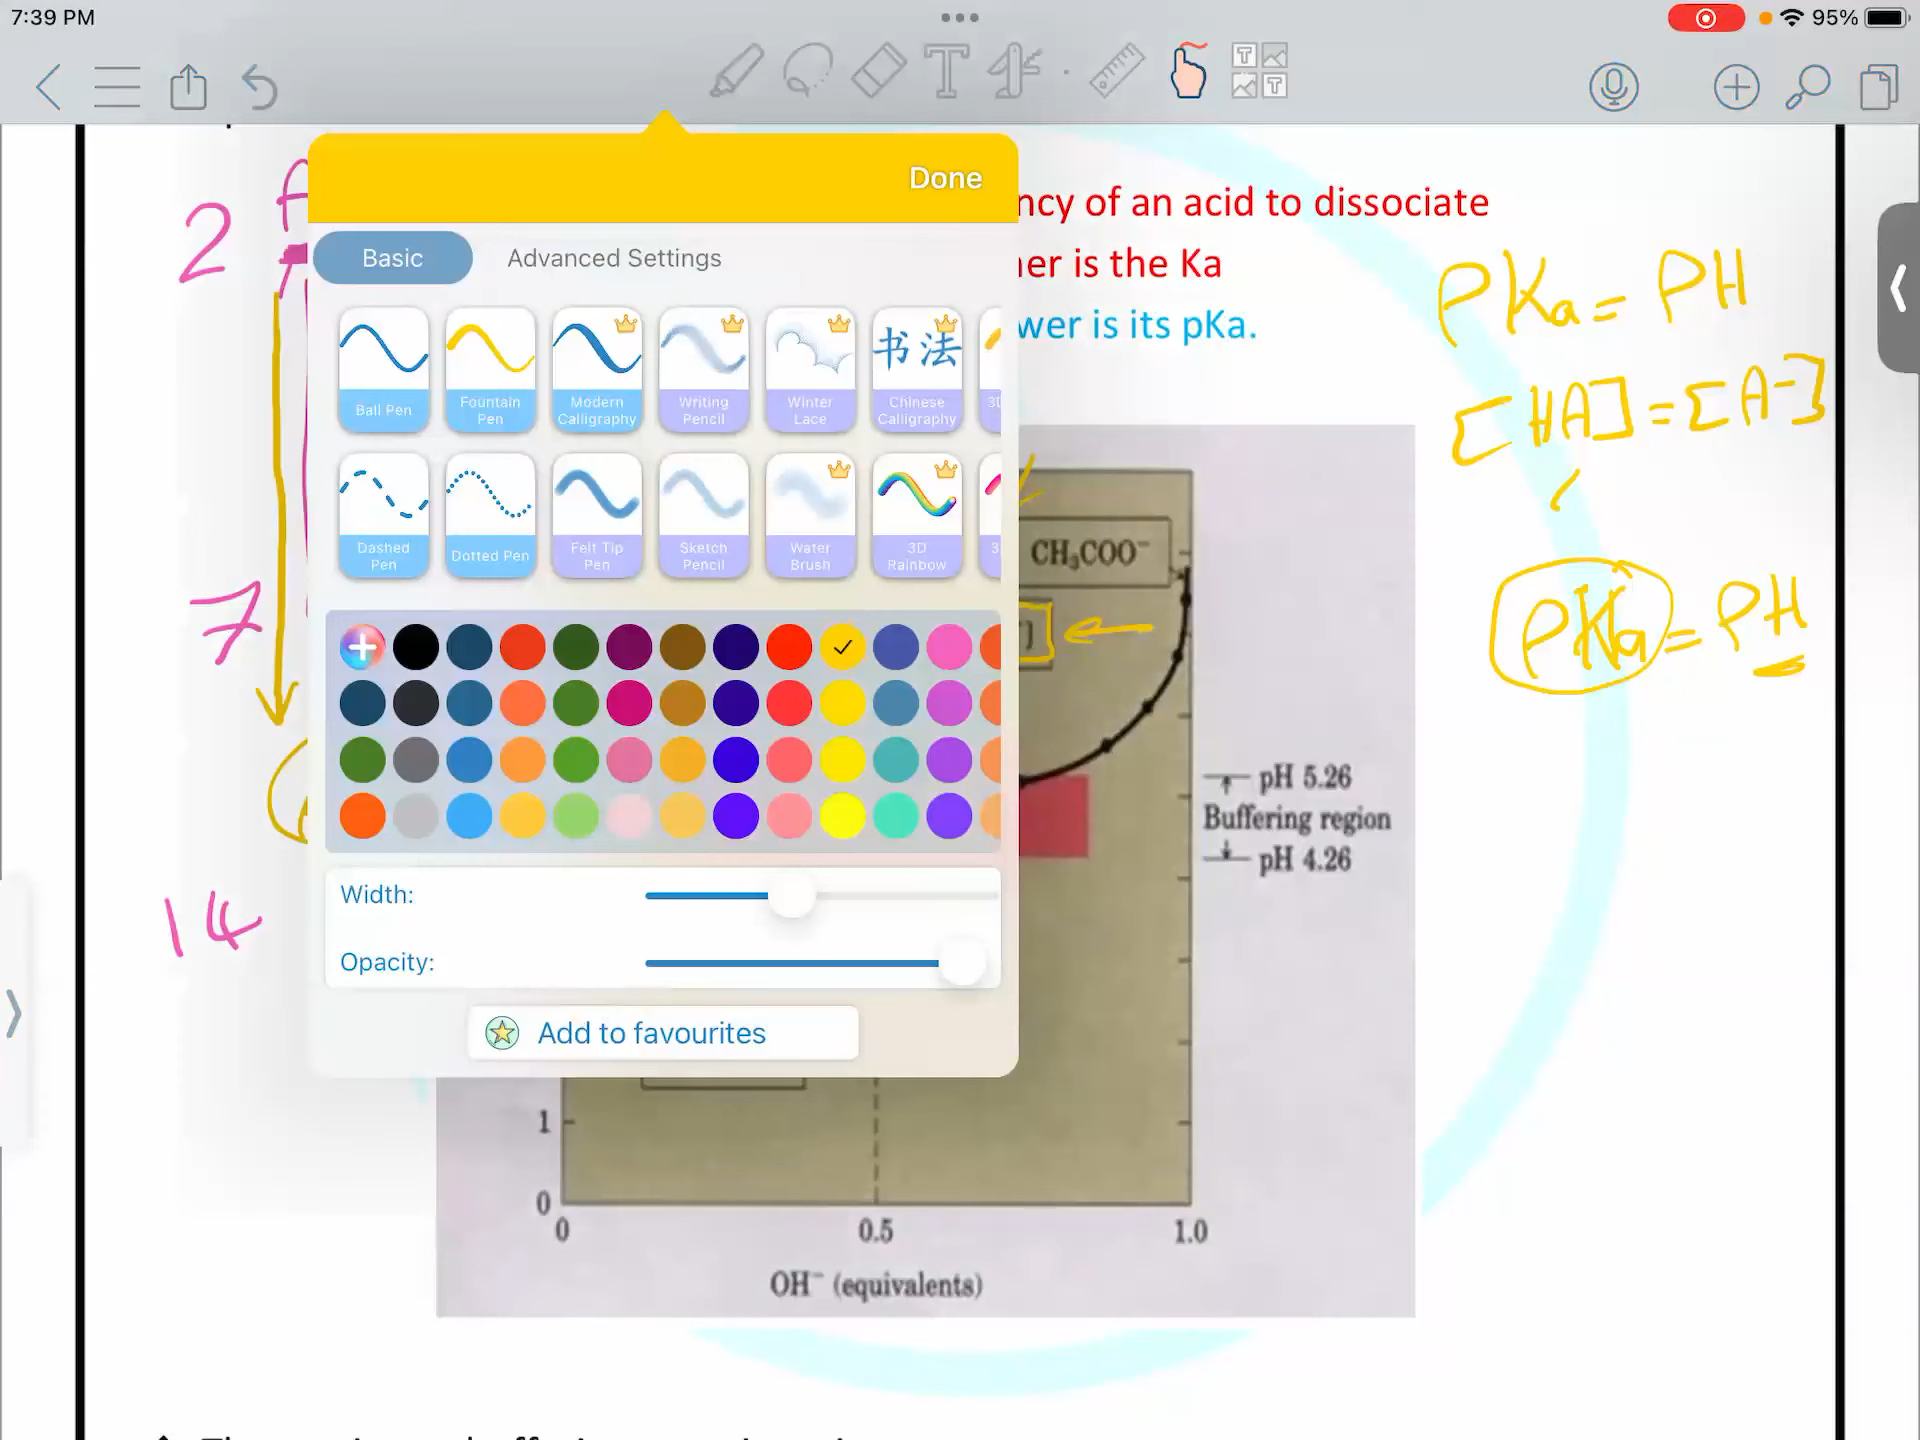 7:39 PM
95%
Done
ncy of an acid to dissociate
Basic
Advanced Settings
er is the Ka
wer is its pKa.
Ball Pen
Fountain Pen
Modern Calligraphy
Writing Pencil
Winter Lace
书法
Chinese Calligraphy
Dashed Pen
Dotted Pen
Felt Tip Pen
Sketch Pencil
Water Brush
3D Rainbow
2
7
14
PKa = PH
[HA] = [A-]
PKa = PH
CH₃COO⁻
pH 5.26
Buffering region
pH 4.26
Width:
Opacity:
Add to favourites
1
0
0 0.5 1.0
OH⁻ (equivalents)